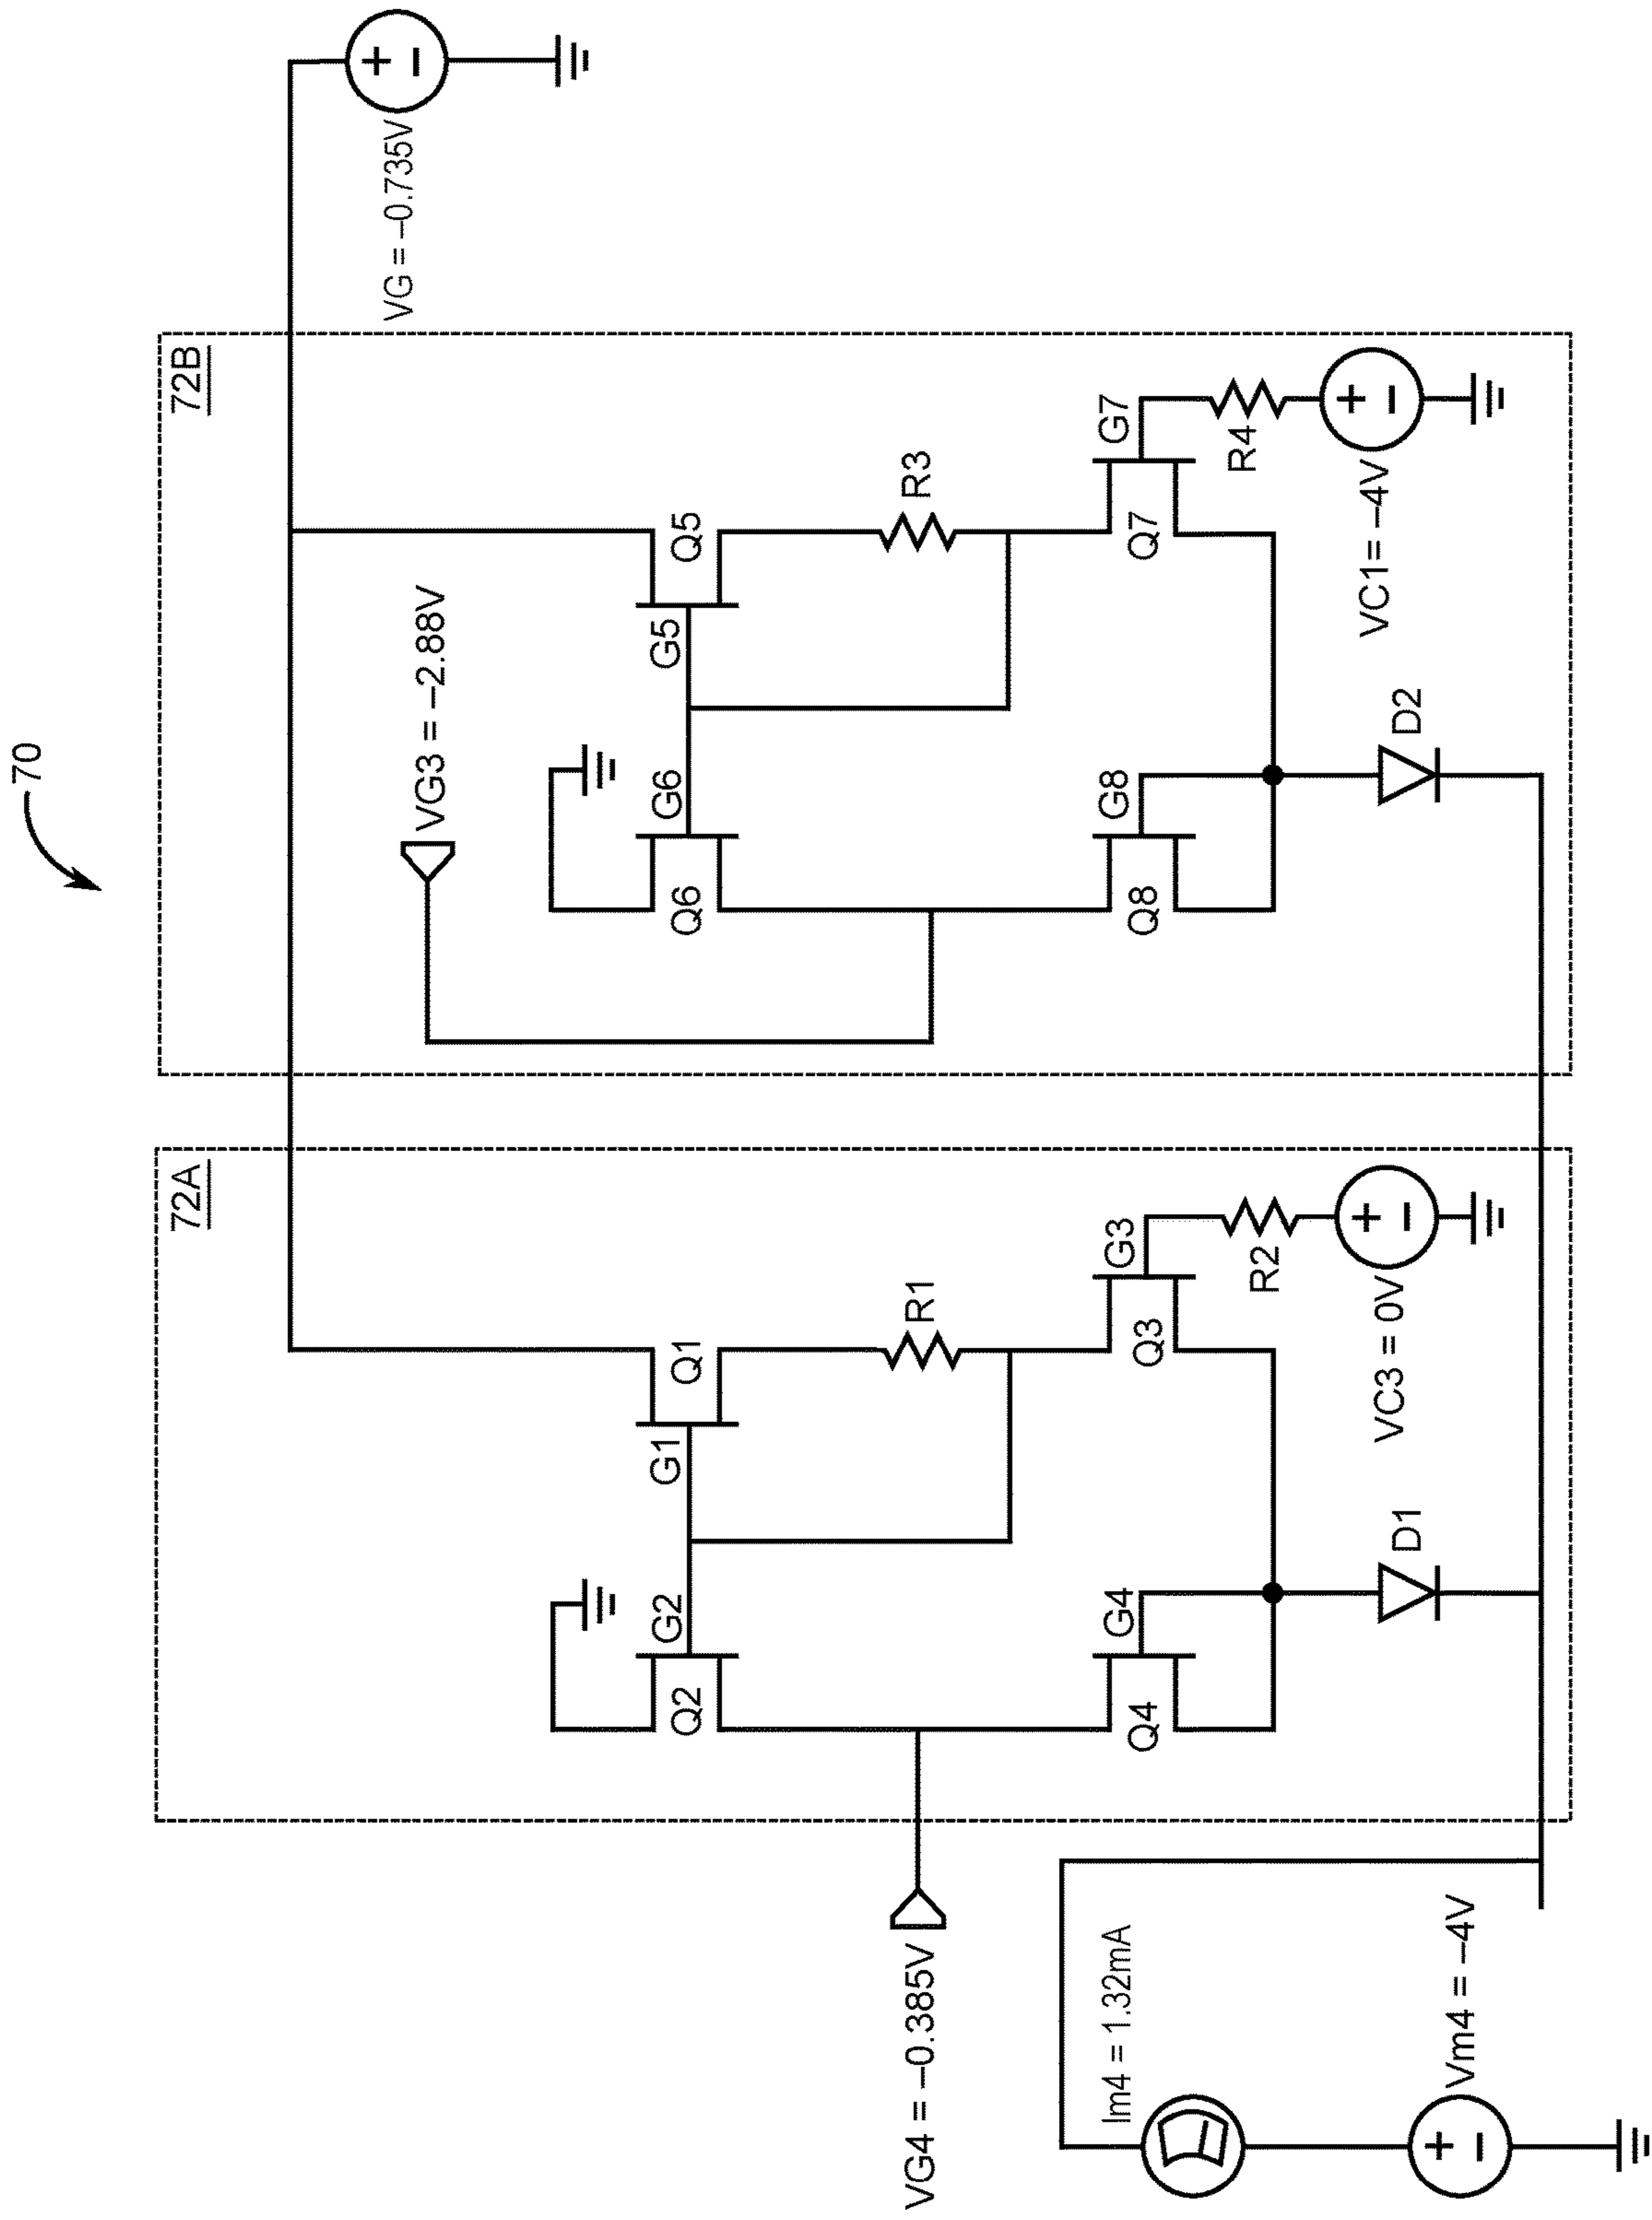 70
VG = –0.735V
72B
VG3 = –2.88V
Q5
G5
G6
Q6
R3
G7
Q7
G8
Q8
R4
VC1= –4V
D2
72A
Q1
G1
G2
Q2
R1
G3
Q3
G4
Q4
R2
VC3 = 0V
D1
VG4 = –0.385V
Im4 = 1.32mA
Vm4 = –4V